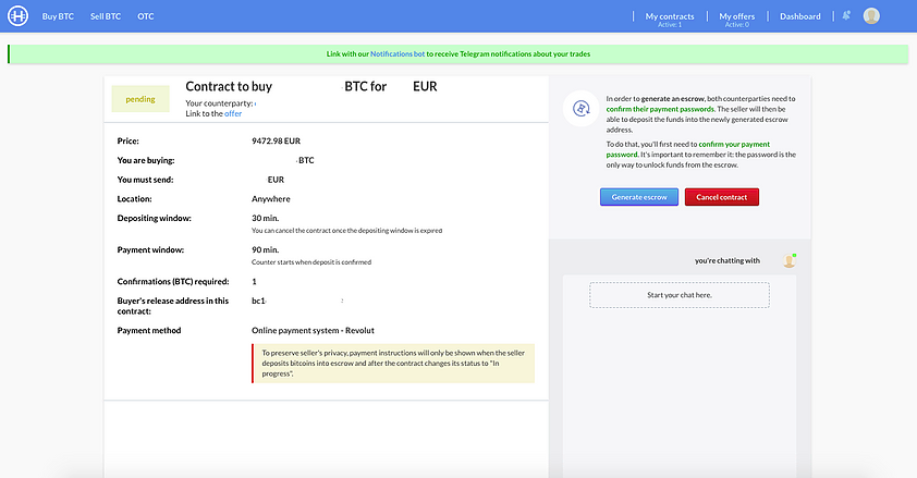 Buy BTC Sell BTC OTC My contracts My offers Dashboard
Active: 1 Active: 0
Link with our Notifications bot to receive Telegram notifications about your trades
pending
Contract to buy BTC for EUR
Your counterparty:
Link to the offer
Price: 9472.98 EUR
You are buying: BTC
You must send: EUR
Location: Anywhere
Depositing window: 30 min.
You can cancel the contract once the depositing window is expired
Payment window: 90 min.
Counter starts when deposit is confirmed
Confirmations (BTC) required: 1
Buyer's release address in this bc1
contract:
Payment method Online payment system - Revolut
To preserve seller's privacy, payment instructions will only be shown when the seller
deposits bitcoins into escrow and after the contract changes its status to "In
progress".
In order to generate an escrow, both counterparties need to
confirm their payment passwords. The seller will then be
able to deposit the funds into the newly generated escrow
address.
To do that, you'll first need to confirm your payment
password. It's important to remember it: the password is the
only way to unlock funds from the escrow.
Generate escrow Cancel contract
you're chatting with
Start your chat here.